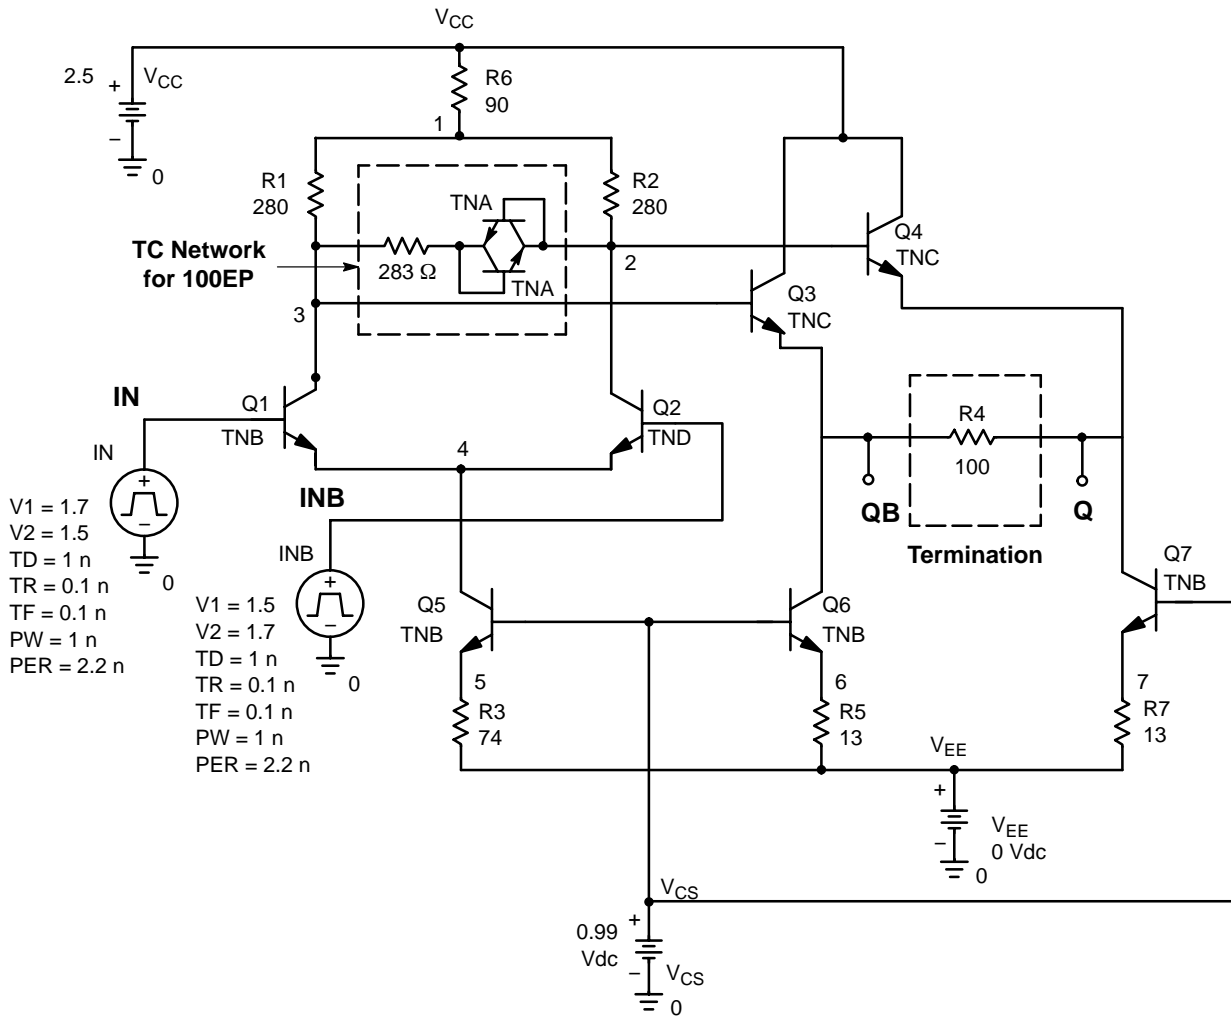 V_CC
2.5
+
V_CC
−
0
R6
90
1
R1
280
R2
280
TNA
TC Network
for 100EP
283 Ω
TNA
2
3
Q4
TNC
Q3
TNC
IN
Q1
TNB
Q2
TND
4
R4
100
IN
+
−
INB
QB
Q
Termination
V1 = 1.7
V2 = 1.5
TD = 1 n
TR = 0.1 n
TF = 0.1 n
PW = 1 n
PER = 2.2 n
0
INB
+
−
0
V1 = 1.5
V2 = 1.7
TD = 1 n
TR = 0.1 n
TF = 0.1 n
PW = 1 n
PER = 2.2 n
Q5
TNB
Q6
TNB
Q7
TNB
5
R3
74
6
R5
13
7
R7
13
V_EE
+
−
V_EE
0 Vdc
0
V_CS
0.99
Vdc
+
−
V_CS
0